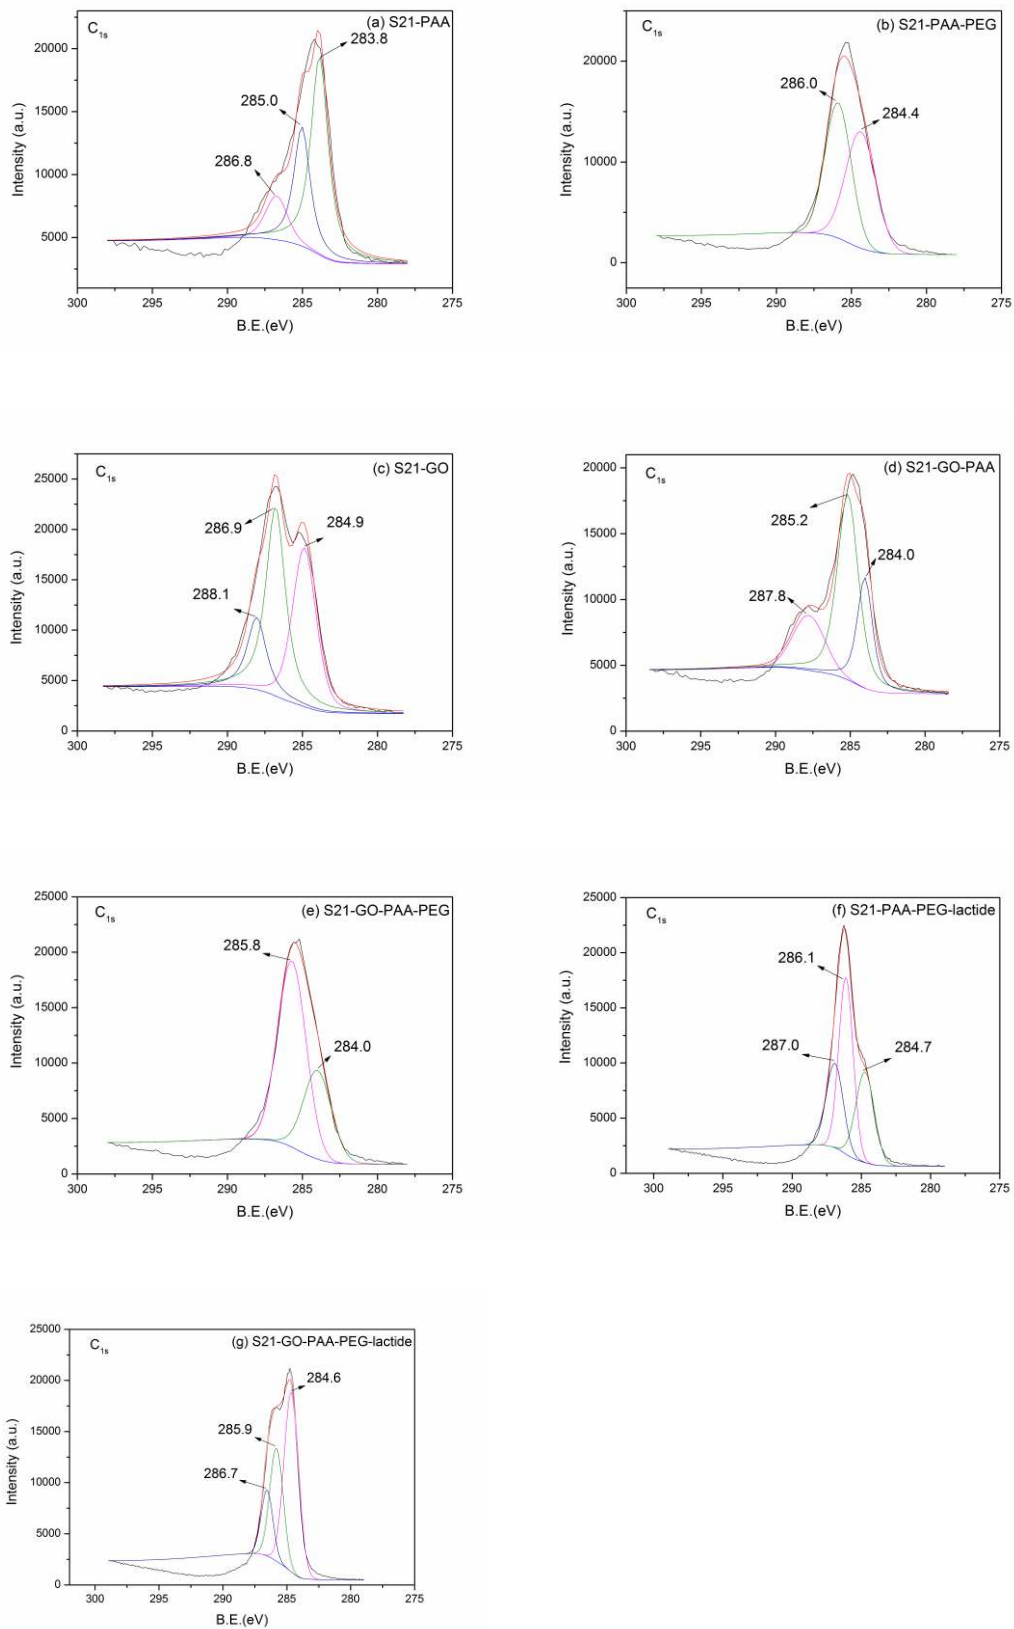 C1s
(a) S21-PAA
283.8
285.0
286.8
20000
15000
10000
5000
Intensity (a.u.)
300 295 290 285 280 275
B.E.(eV)
C1s
(b) S21-PAA-PEG
286.0
284.4
20000
10000
0
Intensity (a.u.)
300 295 290 285 280 275
B.E.(eV)
C1s
(c) S21-GO
286.9
284.9
288.1
25000
20000
15000
10000
5000
0
Intensity (a.u.)
300 295 290 285 280 275
B.E.(eV)
C1s
(d) S21-GO-PAA
285.2
284.0
287.8
20000
15000
10000
5000
0
Intensity (a.u.)
300 295 290 285 280 275
B.E.(eV)
C1s
(e) S21-GO-PAA-PEG
285.8
284.0
25000
20000
15000
10000
5000
0
Intensity (a.u.)
300 295 290 285 280 275
B.E.(eV)
C1s
(f) S21-PAA-PEG-lactide
286.1
287.0
284.7
25000
20000
15000
10000
5000
0
Intensity (a.u.)
300 295 290 285 280 275
B.E.(eV)
C1s
(g) S21-GO-PAA-PEG-lactide
284.6
285.9
286.7
25000
20000
15000
10000
5000
0
Intensity (a.u.)
300 295 290 285 280 275
B.E.(eV)